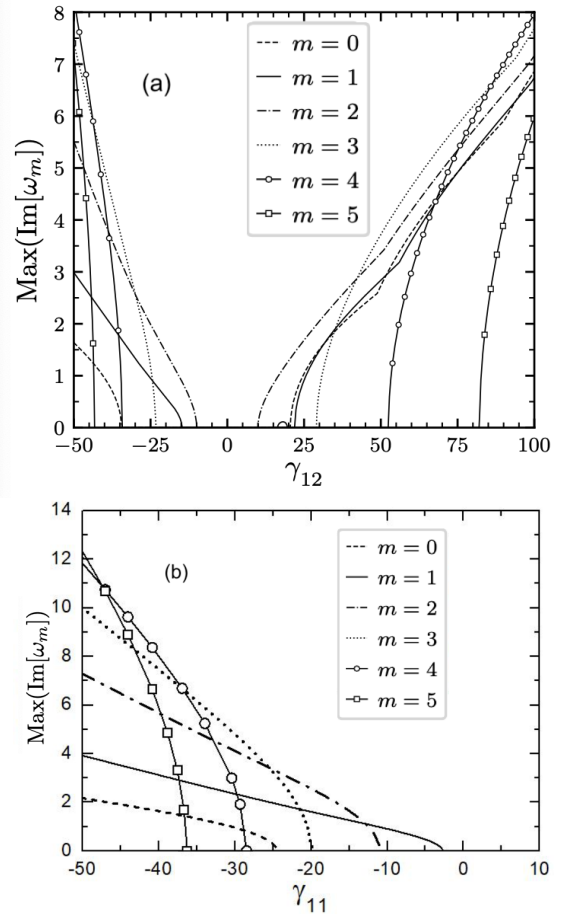 8
7
6
5
4
3
2
1
0
Max(Im[ω_m])
(a)
m = 0
m = 1
m = 2
m = 3
m = 4
m = 5
−50 −25 0 25 50 75 100
γ_12
14
12
10
8
6
4
2
0
Max(Im[ω_m])
(b)
m = 0
m = 1
m = 2
m = 3
m = 4
m = 5
-50 -40 -30 -20 -10 0 10
γ_11